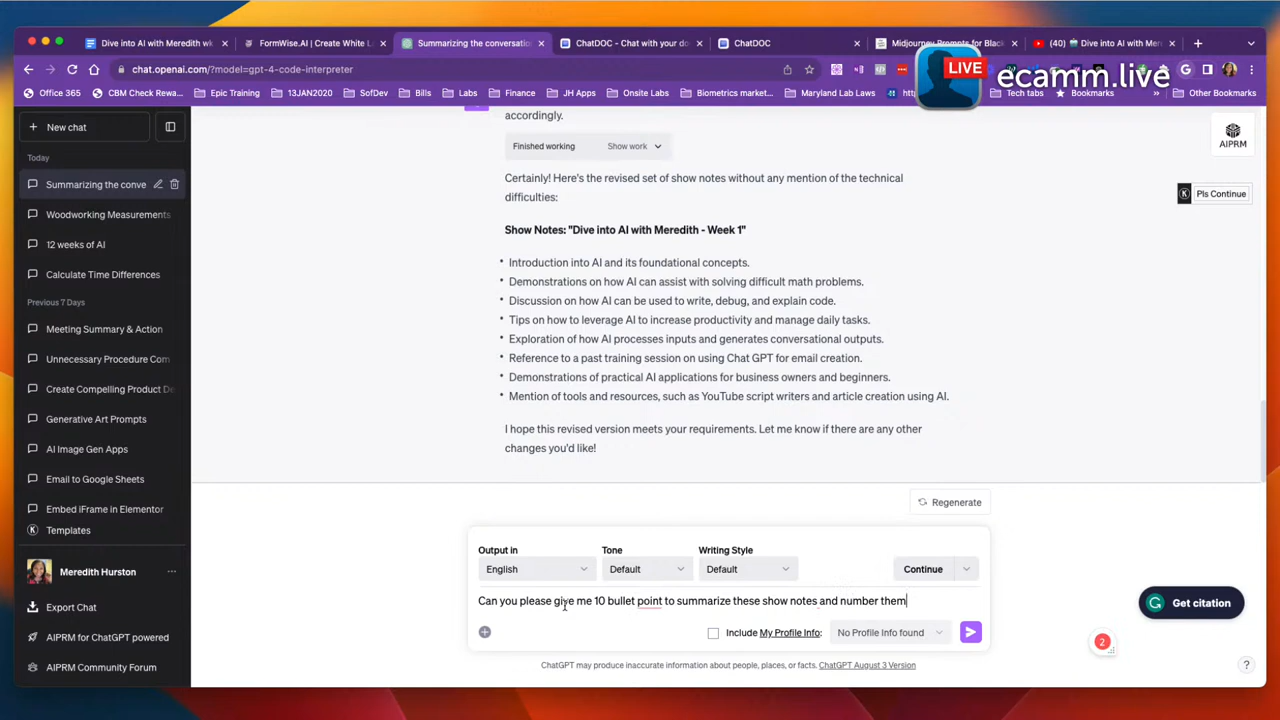 Dive into AI with Meredith wk
FormWise.AI | Create White L
Summarizing the conversatio
ChatDOC - Chat with your do
ChatDOC
Midjourney Prompts for Black
(40) Dive into AI with Mer
chat.openai.com/?model=gpt-4-code-interpreter
LIVE
ecamm.live
Office 365
CBM Check Rewa...
13JAN2020
SofDev
Bills
Labs
Epic Training
Finance
JH Apps
Onsite Labs
Biometrics market...
Maryland Lab Laws
Tech tabs
Bookmarks
Other Bookmarks
New chat
Today
Summarizing the conve
Woodworking Measurements
12 weeks of AI
Calculate Time Differences
Previous 7 Days
Meeting Summary & Action
Unnecessary Procedure Com
Create Compelling Product De
Generative Art Prompts
AI Image Gen Apps
Email to Google Sheets
Embed iFrame in Elementor
Templates
Meredith Hurston
Export Chat
AIPRM for ChatGPT powered
AIPRM Community Forum
accordingly.
Finished working Show work
Certainly! Here's the revised set of show notes without any mention of the technical
difficulties:
Show Notes: "Dive into AI with Meredith - Week 1"
• Introduction into AI and its foundational concepts.
• Demonstrations on how AI can assist with solving difficult math problems.
• Discussion on how AI can be used to write, debug, and explain code.
• Tips on how to leverage AI to increase productivity and manage daily tasks.
• Exploration of how AI processes inputs and generates conversational outputs.
• Reference to a past training session on using Chat GPT for email creation.
• Demonstrations of practical AI applications for business owners and beginners.
• Mention of tools and resources, such as YouTube script writers and article creation using AI.
I hope this revised version meets your requirements. Let me know if there are any other
changes you'd like!
AIPRM
K Pls Continue
Regenerate
Output in
Tone
Writing Style
English
Default
Default
Continue
Can you please give me 10 bullet point to summarize these show notes and number them
Include My Profile Info:
No Profile Info found
ChatGPT may produce inaccurate information about people, places, or facts. ChatGPT August 3 Version
Get citation
2
?